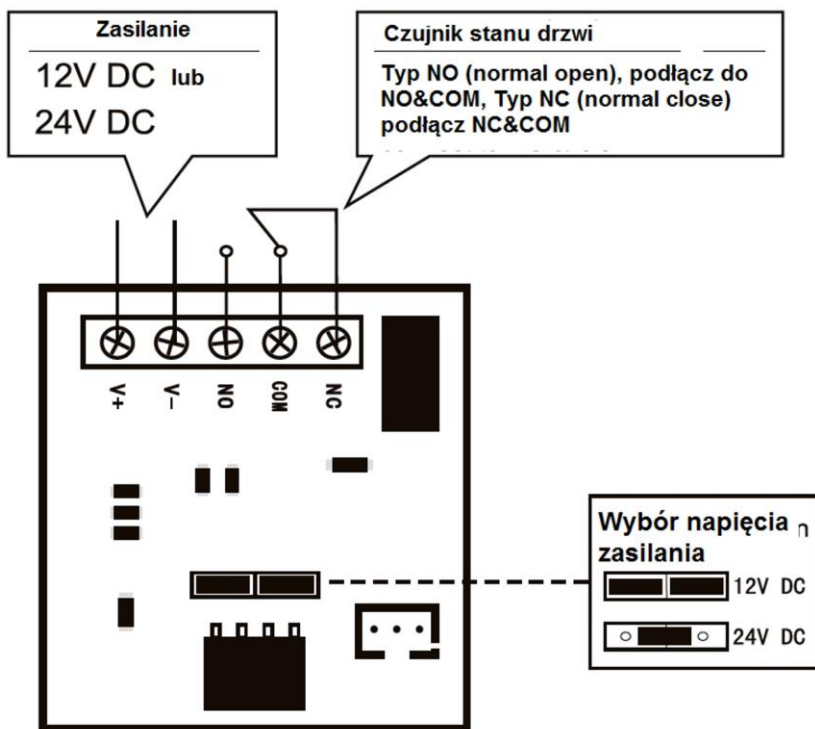 Zasilanie
12V DC lub
24V DC
Czujnik stanu drzwi
Typ NO (normal open), podłącz do
NO&COM, Typ NC (normal close)
podłącz NC&COM
V+
V-
NO
COM
NC
Wybór napięcia n
zasilania
12V DC
24V DC